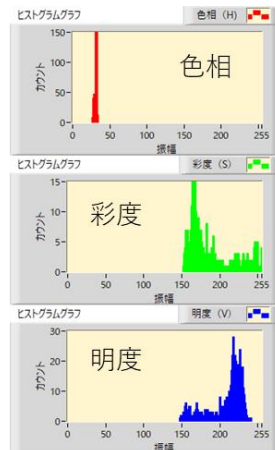 ヒストグラムグラフ 色相 (H)
150-
100-
50-
0-
カウント
色相
0 50 100 150 200 255
振幅
ヒストグラムグラフ 彩度 (S)
15-
10-
5-
0-
カウント
彩度
0 50 100 150 200 255
振幅
ヒストグラムグラフ 明度 (V)
30-
20-
10-
0-
カウント
明度
0 50 100 150 200 255
振幅